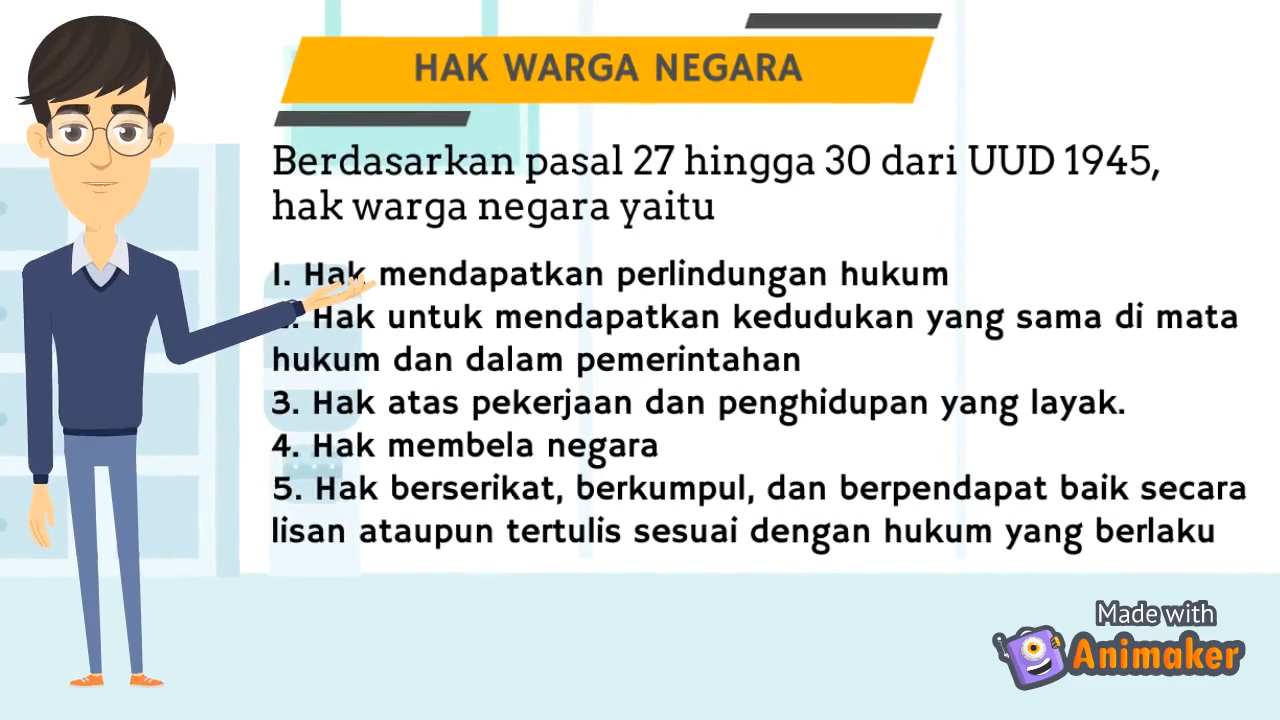 HAK WARGA NEGARA
Berdasarkan pasal 27 hingga 30 dari UUD 1945,
hak warga negara yaitu
1. Hak mendapatkan perlindungan hukum
. Hak untuk mendapatkan kedudukan yang sama di mata
hukum dan dalam pemerintahan
3. Hak atas pekerjaan dan penghidupan yang layak.
4. Hak membela negara
5. Hak berserikat, berkumpul, dan berpendapat baik secara
lisan ataupun tertulis sesuai dengan hukum yang berlaku
Made with
Animaker